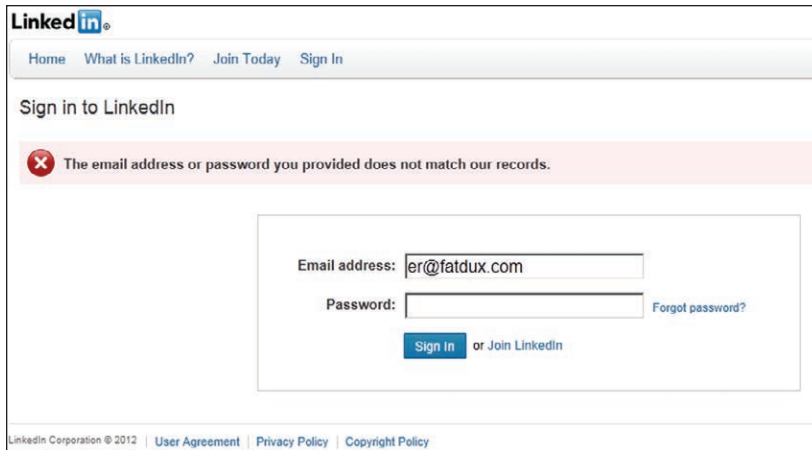 Linked in ®
Home What is LinkedIn? Join Today Sign In
Sign in to LinkedIn
The email address or password you provided does not match our records.
Email address: er@fatdux.com
Password: Forgot password?
Sign In or Join LinkedIn
LinkedIn Corporation © 2012 | User Agreement | Privacy Policy | Copyright Policy